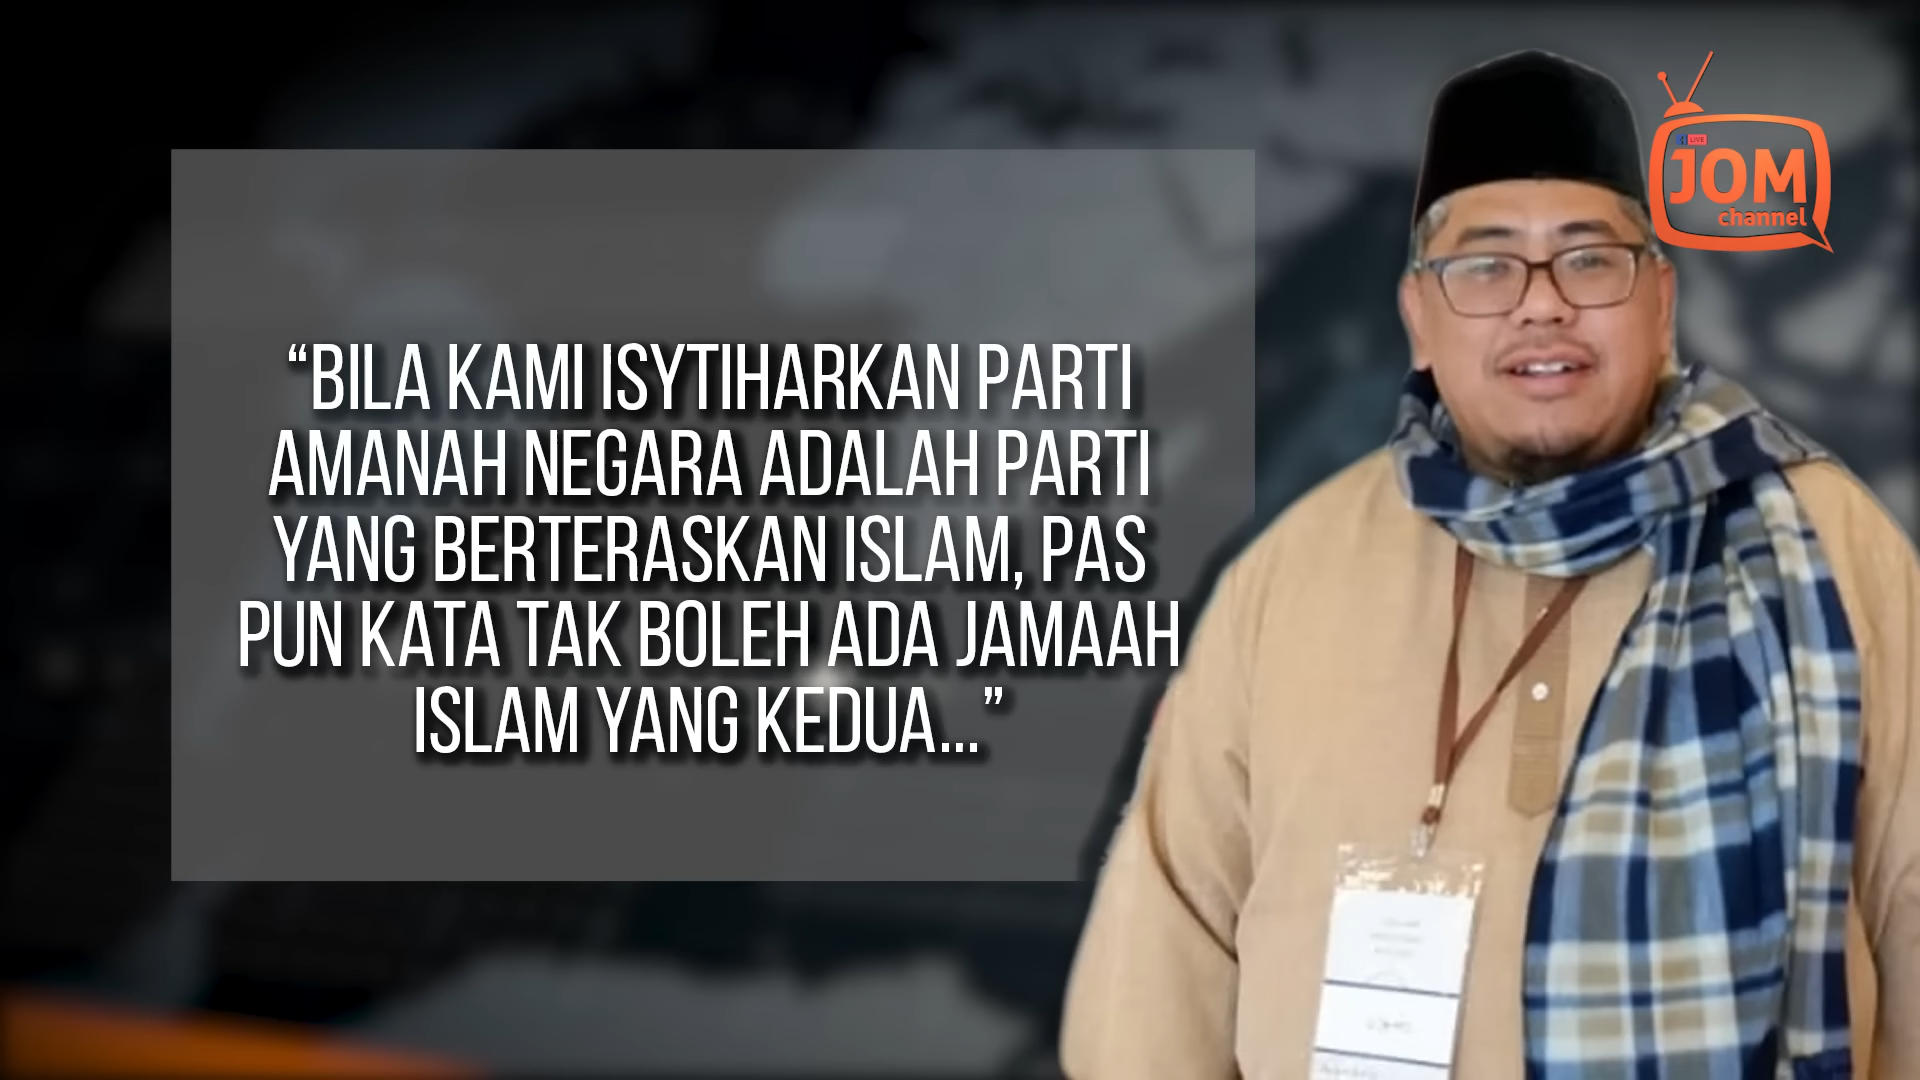 “BILA KAMI ISYTIHARKAN PARTI
AMANAH NEGARA ADALAH PARTI
YANG BERTERASKAN ISLAM, PAS
PUN KATA TAK BOLEH ADA JAMAAH
ISLAM YANG KEDUA...”
LIVE
JOM
channel